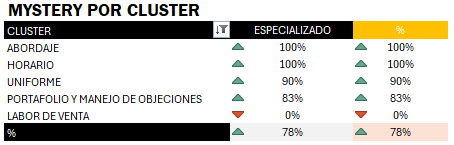 MYSTERY POR CLUSTER
CLUSTER ESPECIALIZADO %
ABORDAJE 100% 100%
HORARIO 100% 100%
UNIFORME 90% 90%
PORTAFOLIO Y MANEJO DE OBJECIONES 83% 83%
LABOR DE VENTA 0% 0%
% 78% 78%